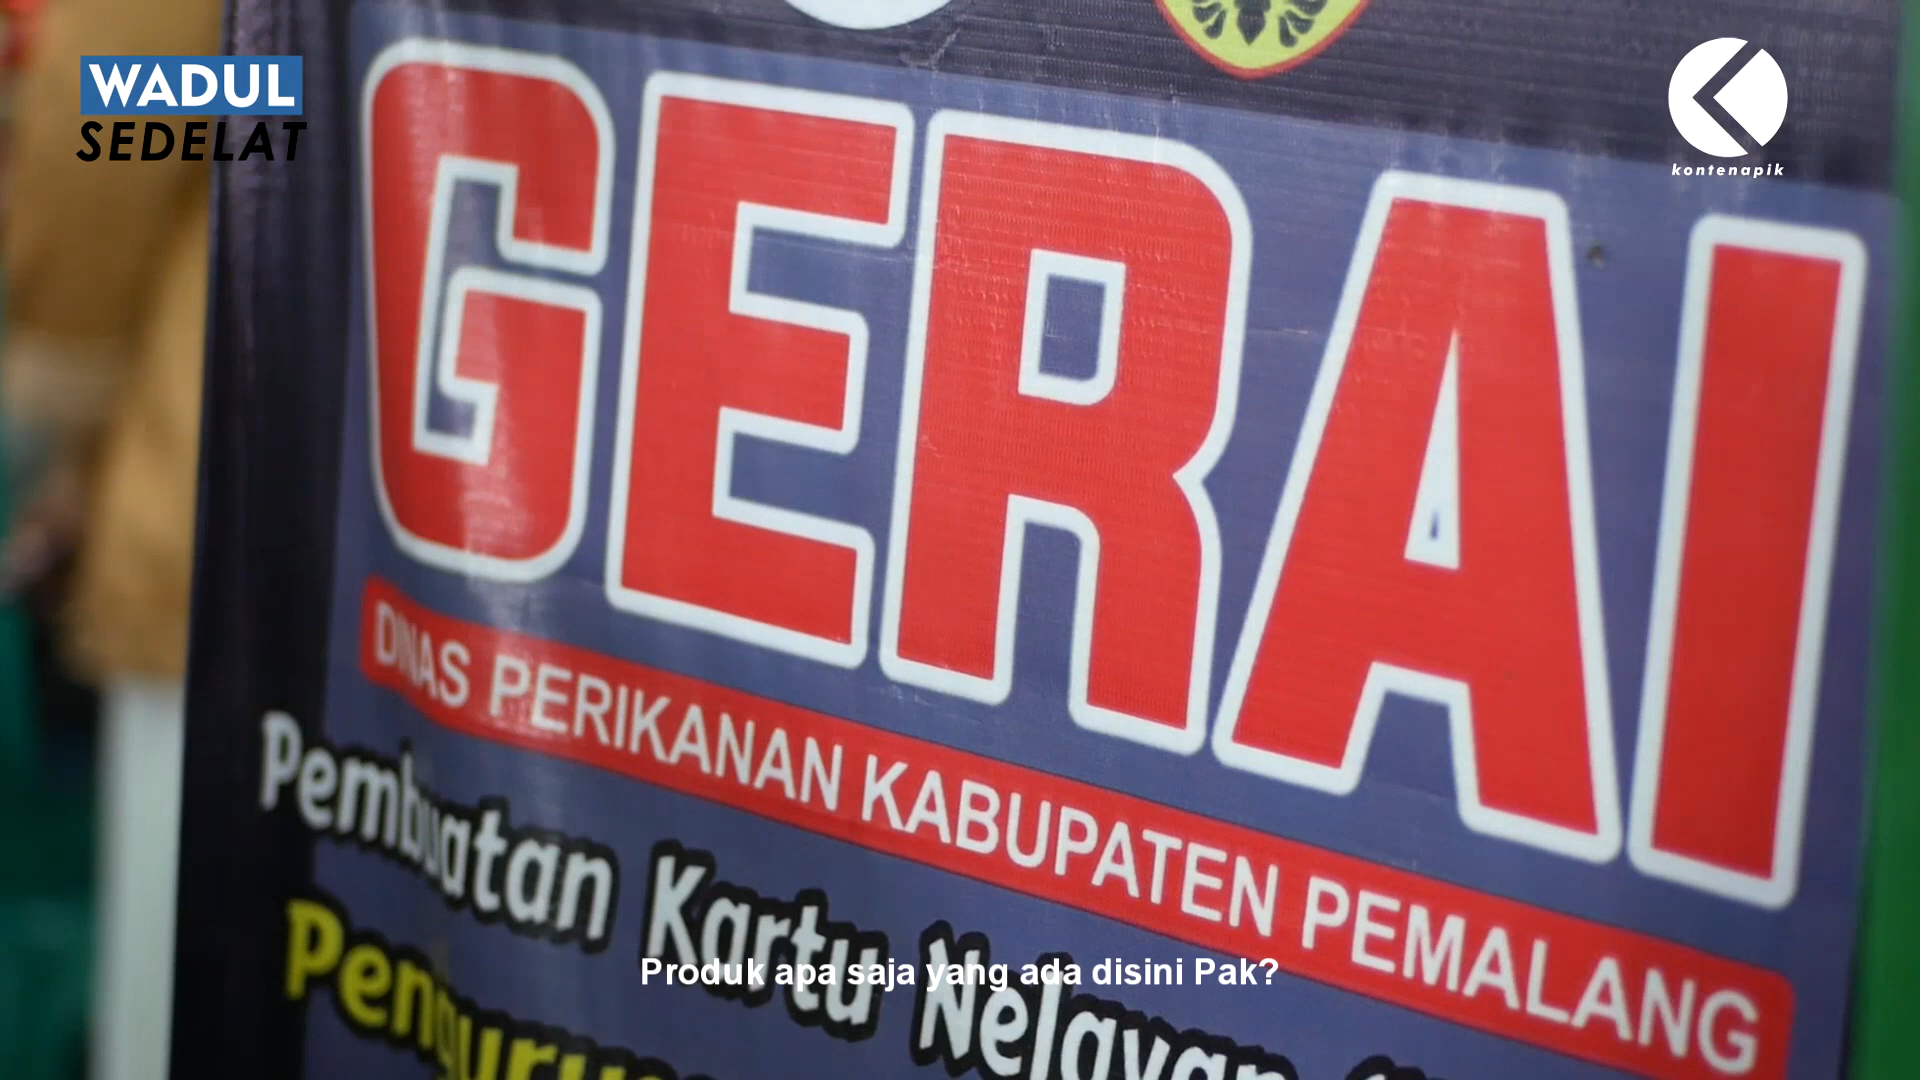 WADUL
SEDELAT
kontenapik
GERAI
DINAS PERIKANAN KABUPATEN PEMALANG
Pembuatan Kartu Nelayan
Produk apa saja yang ada disini Pak?